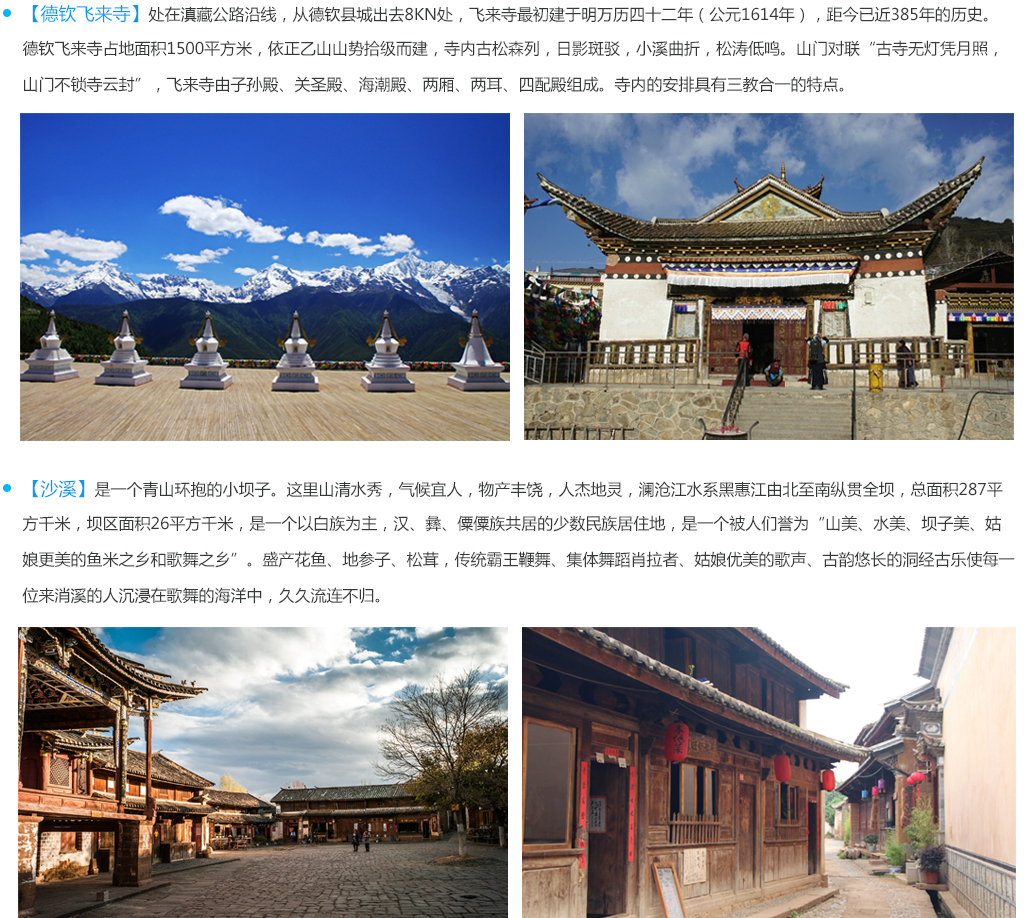 【德钦飞来寺】处在滇藏公路沿线，从德钦县城出去8KN处，飞来寺最初建于明万历四十二年（公元1614年），距今已近385年的历史。
德钦飞来寺占地面积1500平方米，依正乙山山势拾级而建，寺内古松森列，日影斑驳，小溪曲折，松涛低鸣。山门对联“古寺无灯凭月照，
山门不锁寺云封”，飞来寺由子孙殿、关圣殿、海潮殿、两厢、两耳、四配殿组成。寺内的安排具有三教合一的特点。
【沙溪】是一个青山环抱的小坝子。这里山清水秀，气候宜人，物产丰饶，人杰地灵，澜沧江水系黑惠江由北至南纵贯全坝，总面积287平
方千米，坝区面积26平方千米，是一个以白族为主，汉、彝、傈僳族共居的少数民族居住地，是一个被人们誉为“山美、水美、坝子美、姑
娘更美的鱼米之乡和歌舞之乡”。盛产花鱼、地参子、松茸，传统霸王鞭舞、集体舞蹈肖拉者、姑娘优美的歌声、古韵悠长的洞经古乐使每一
位来消溪的人沉浸在歌舞的海洋中，久久流连不归。